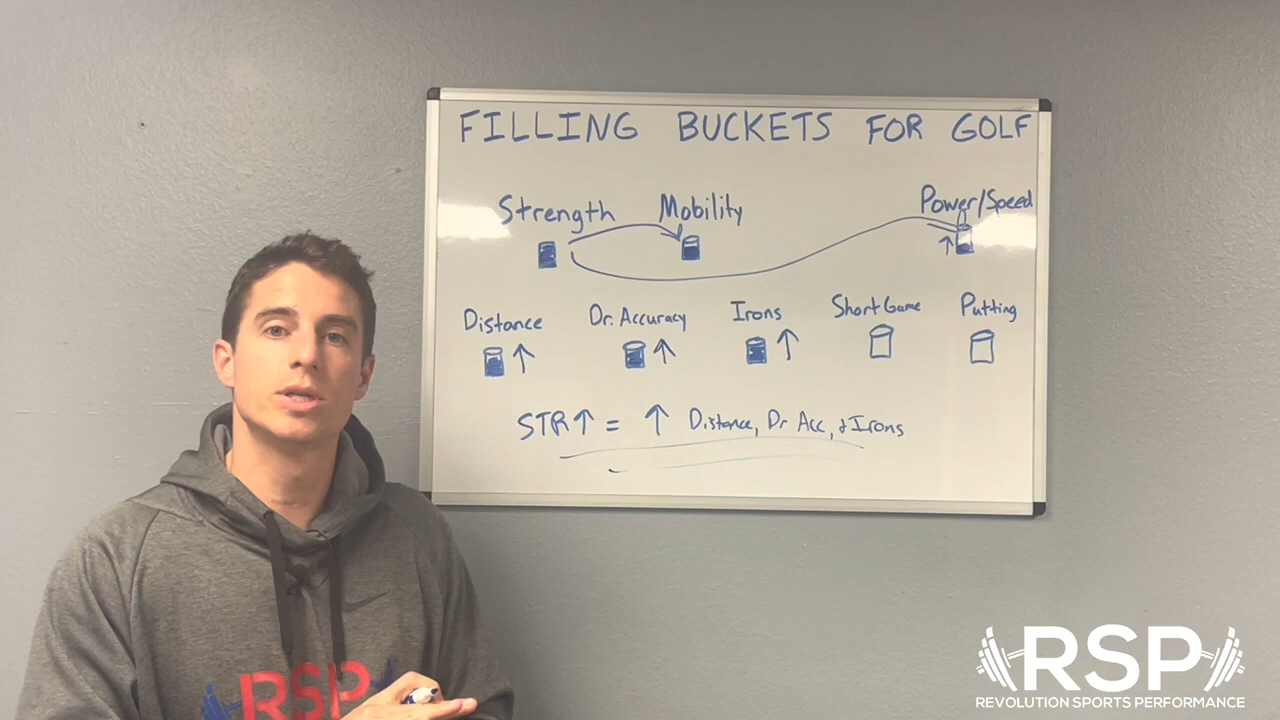 FILLING BUCKETS FOR GOLF
Strength Mobility Power/Speed
Distance Dr. Accuracy Irons Short Game Putting
STR↑ = ↑ Distance, Dr Acc, & Irons
RSP
RSP
REVOLUTION SPORTS PERFORMANCE